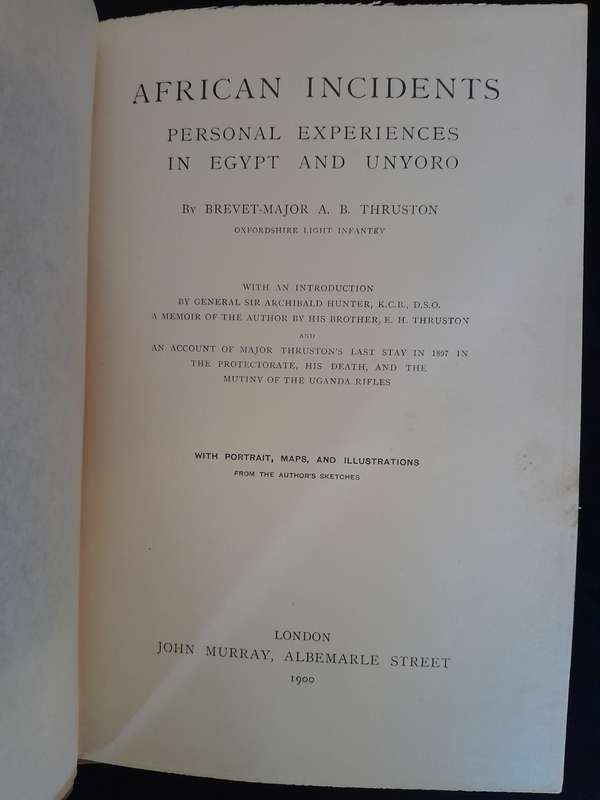 AFRICAN INCIDENTS
PERSONAL EXPERIENCES
IN EGYPT AND UNYORO
BY BREVET-MAJOR A. B. THRUSTON
OXFORDSHIRE LIGHT INFANTRY
WITH AN INTRODUCTION
BY GENERAL SIR ARCHIBALD HUNTER, K.C.B., D.S.O.
A MEMOIR OF THE AUTHOR BY HIS BROTHER, E. H. THRUSTON
AND
AN ACCOUNT OF MAJOR THRUSTON'S LAST STAY IN 1897 IN
THE PROTECTORATE, HIS DEATH, AND THE
MUTINY OF THE UGANDA RIFLES
WITH PORTRAIT, MAPS, AND ILLUSTRATIONS
FROM THE AUTHOR'S SKETCHES
LONDON
JOHN MURRAY, ALBEMARLE STREET
1900